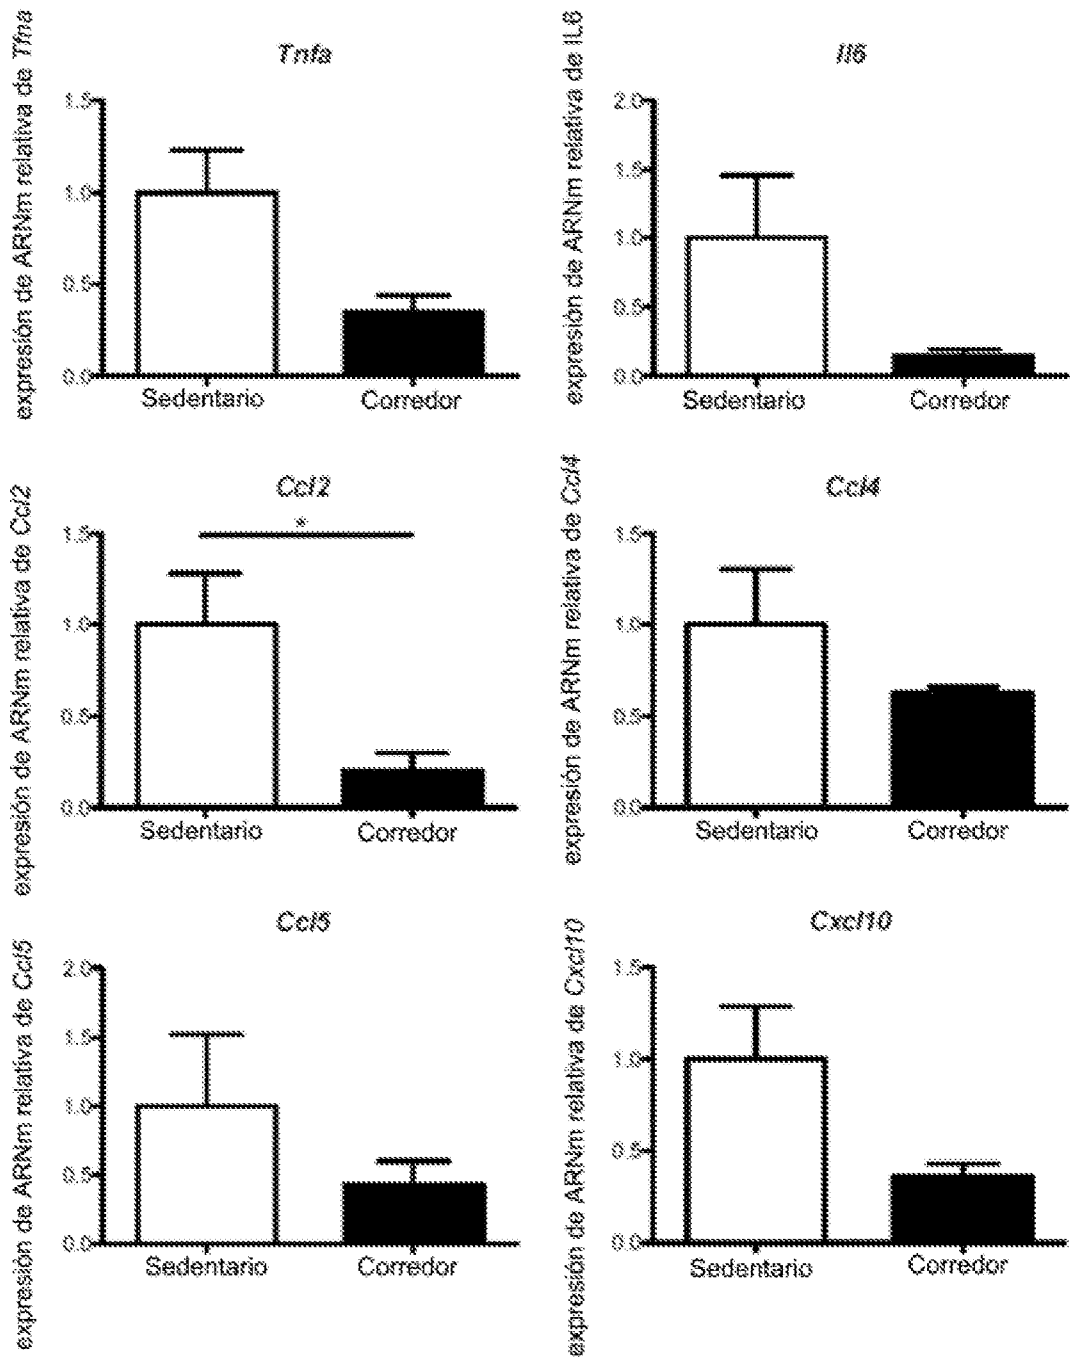 expresión de ARNm relativa de Tfna
Tnfa
1.5
1.0
0.5
0.0
Sedentario
Corredor
expresión de ARNm relativa de IL6
Il6
2.0
1.5
1.0
0.5
0.0
Sedentario
Corredor
expresión de ARNm relativa de Ccl2
Ccl2
*
1.5
1.0
0.5
0.0
Sedentario
Corredor
expresión de ARNm relativa de Ccl4
Ccl4
1.5
1.0
0.5
0.0
Sedentario
Corredor
expresión de ARNm relativa de Ccl5
Ccl5
2.0
1.5
1.0
0.5
0.0
Sedentario
Corredor
expresión de ARNm relativa de Cxcl10
Cxcl10
1.5
1.0
0.5
0.0
Sedentario
Corredor